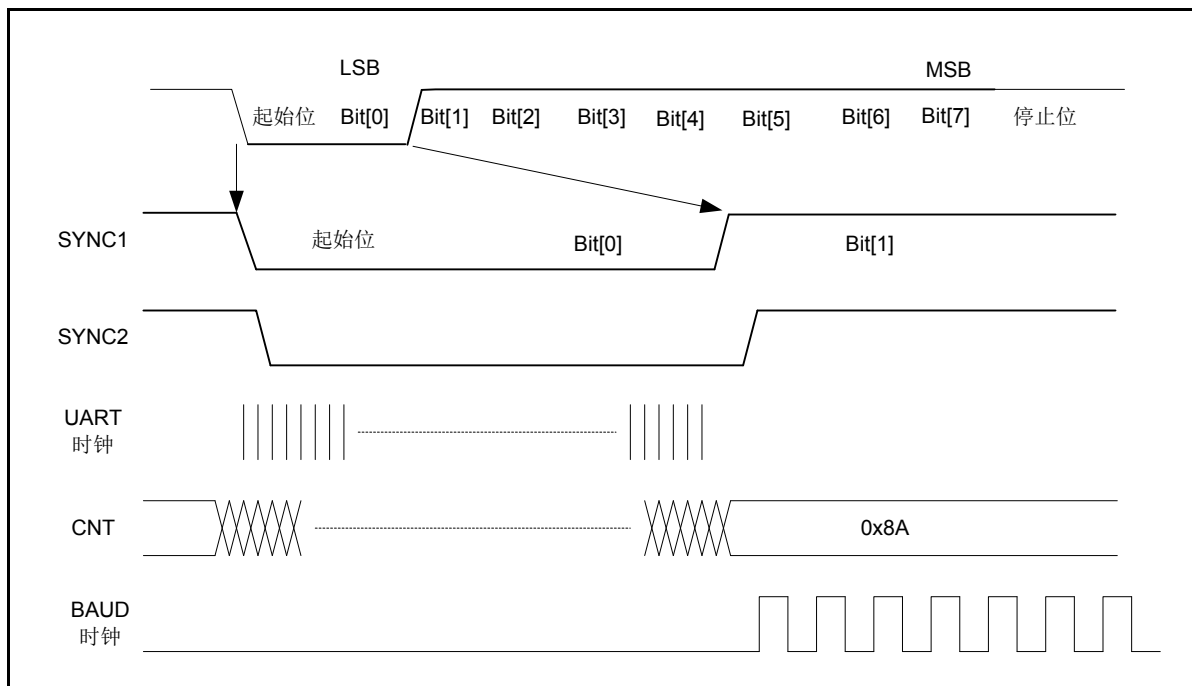 LSB MSB
起始位 Bit[0] Bit[1] Bit[2] Bit[3] Bit[4] Bit[5] Bit[6] Bit[7] 停止位
SYNC1 起始位 Bit[0] Bit[1]
SYNC2
UART
时钟
CNT 0x8A
BAUD
时钟